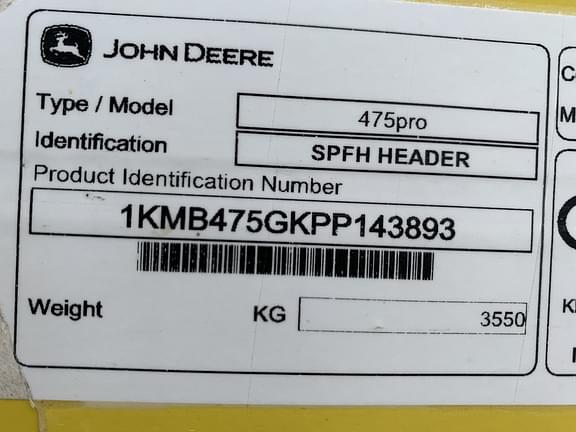 JOHN DEERE
Type / Model 475pro
Identification SPFH HEADER
Product Identification Number
1KMB475GKPP143893
Weight KG 3550